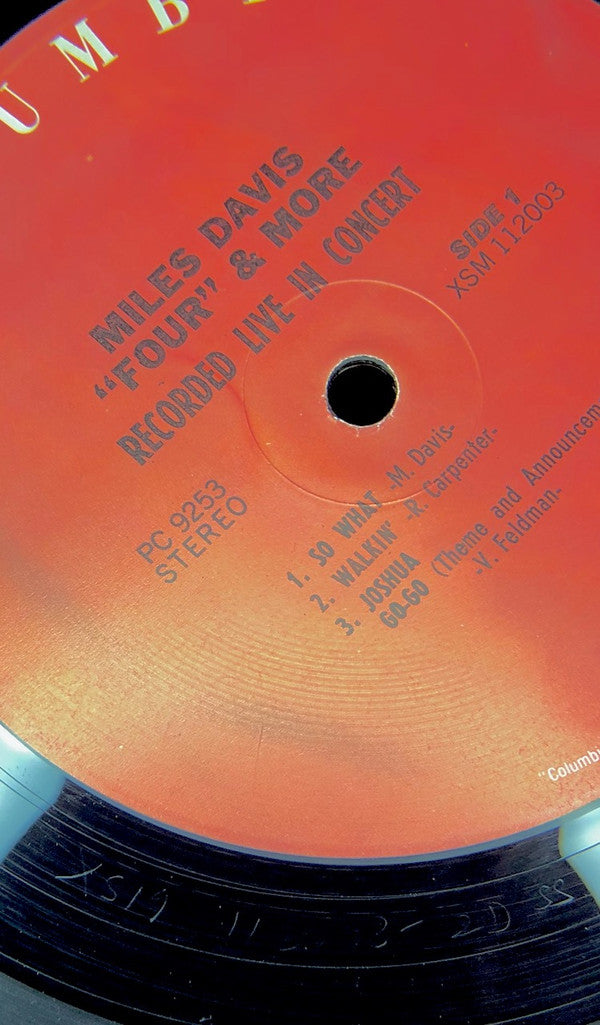 UMB
MILES DAVIS
“FOUR” & MORE
RECORDED LIVE IN CONCERT
SIDE 1
XSM 112003
PC 9253
STEREO
1. SO WHAT -M. Davis-
2. WALKIN' -R. Carpenter-
3. JOSHUA
GO-GO (Theme and Announcem
-V. Feldman-
"Columb